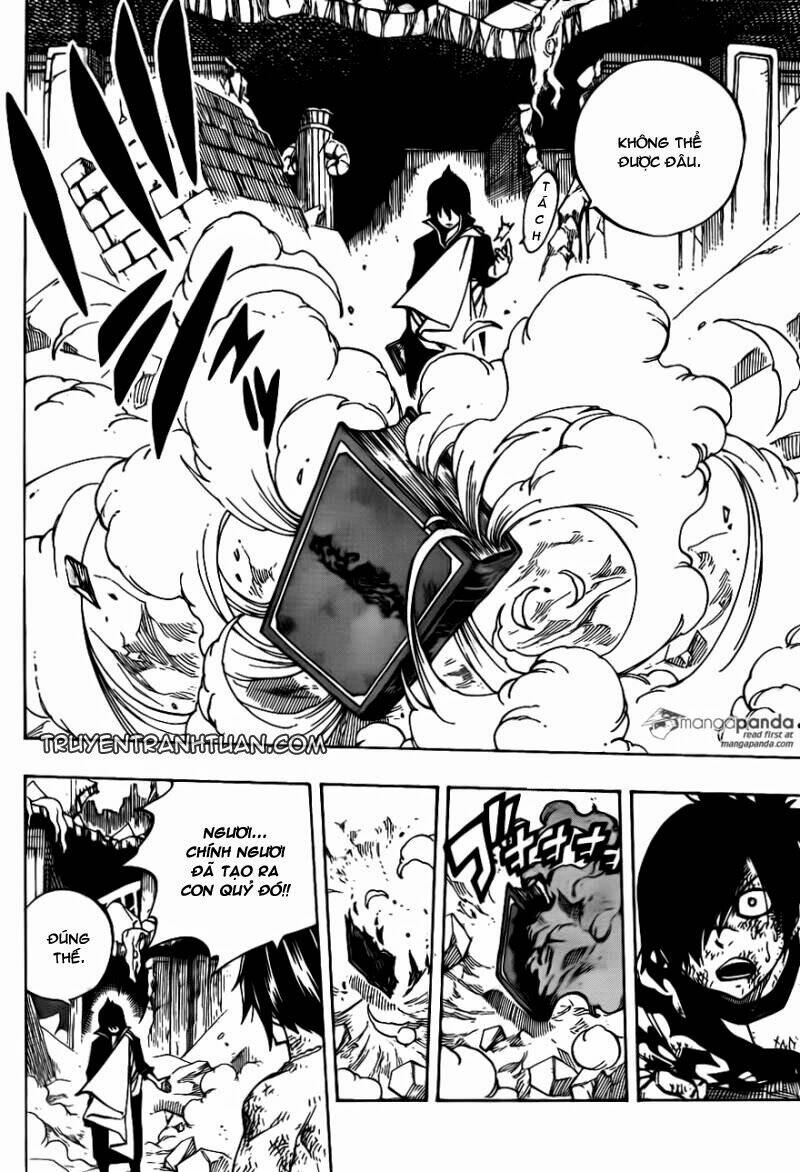 KHÔNG THỂ
ĐƯỢC ĐÂU.
TÁCH
TRUYENTRANHTUAN.COM
mangapanda
read first at
mangapanda.com
NGƯƠI...
CHÍNH NGƯƠI
ĐÃ TẠO RA
CON QUỶ ĐÓ!!
ĐÚNG
THẾ.